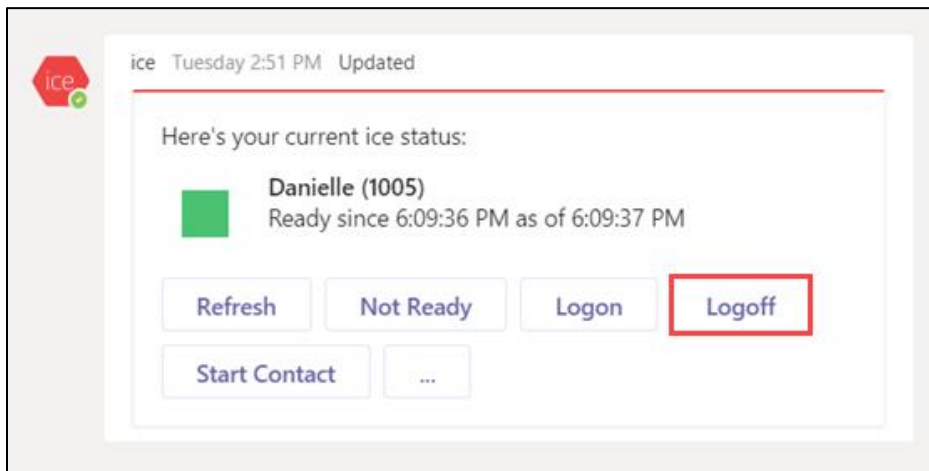 ice
ice Tuesday 2:51 PM Updated
Here's your current ice status:
Danielle (1005)
Ready since 6:09:36 PM as of 6:09:37 PM
Refresh Not Ready Logon Logoff
Start Contact ...